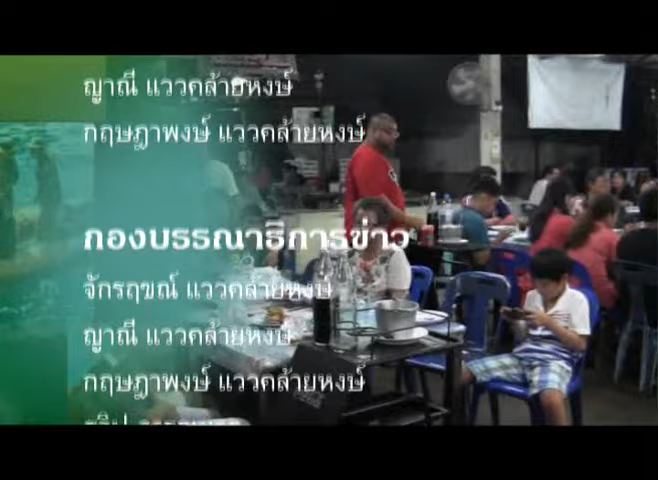 ญาณี แววคล้ายหงษ์
กฤษฎาพงษ์ แววคล้ายหงษ์
กองบรรณาธิการข่าว
จักรฤขณ์ แววคล้ายหงษ์
ญาณี แววคล้ายหงษ์
กฤษฎาพงษ์ แววคล้ายหงษ์